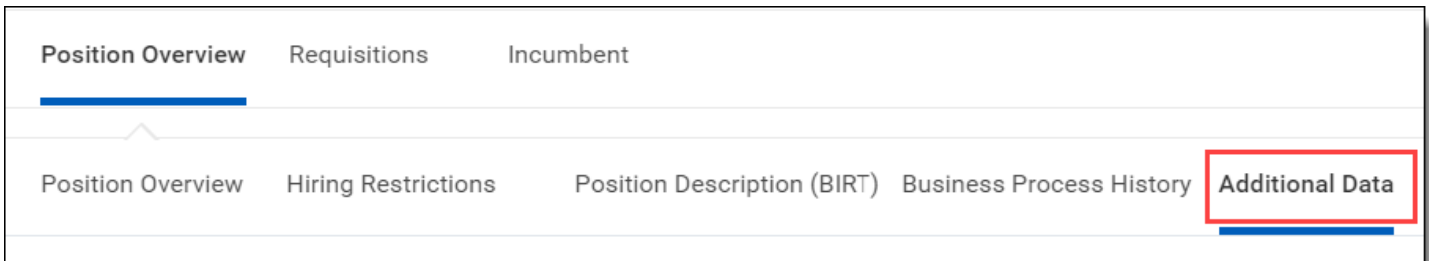 Position Overview Requisitions Incumbent
Position Overview Hiring Restrictions Position Description (BIRT) Business Process History Additional Data